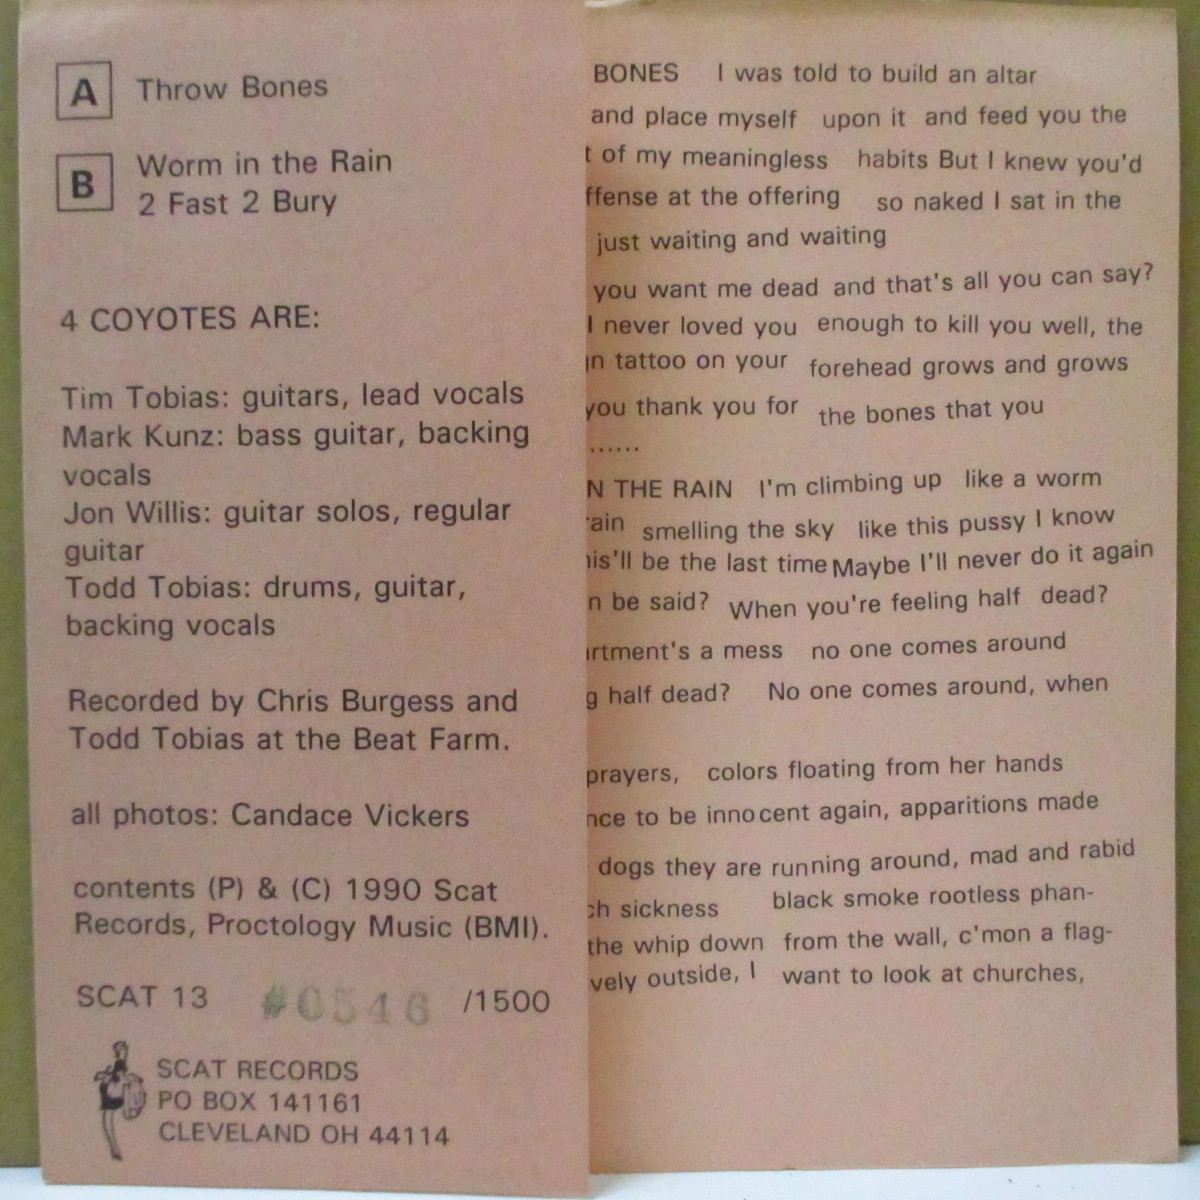 A Throw Bones
B Worm in the Rain
2 Fast 2 Bury
4 COYOTES ARE:
Tim Tobias: guitars, lead vocals
Mark Kunz: bass guitar, backing
vocals
Jon Willis: guitar solos, regular
guitar
Todd Tobias: drums, guitar,
backing vocals
Recorded by Chris Burgess and
Todd Tobias at the Beat Farm.
all photos: Candace Vickers
contents (P) & (C) 1990 Scat
Records, Proctology Music (BMI).
SCAT 13 #0546 /1500
SCAT RECORDS
PO BOX 141161
CLEVELAND OH 44114
BONES I was told to build an altar
and place myself upon it and feed you the
of my meaningless habits But I knew you'd
at the offering so naked I sat in the
just waiting and waiting
you want me dead and that's all you can say?
I never loved you enough to kill you well, the
tattoo on your forehead grows and grows
you thank you for the bones that you
......
THE RAIN I'm climbing up like a worm
smelling the sky like this pussy I know
be the last time Maybe I'll never do it again
be said? When you're feeling half dead?
a mess no one comes around
half dead? No one comes around, when
prayers, colors floating from her hands
to be innocent again, apparitions made
dogs they are running around, mad and rabid
sickness black smoke rootless phan-
the whip down from the wall, c'mon a flag-
outside, I want to look at churches,